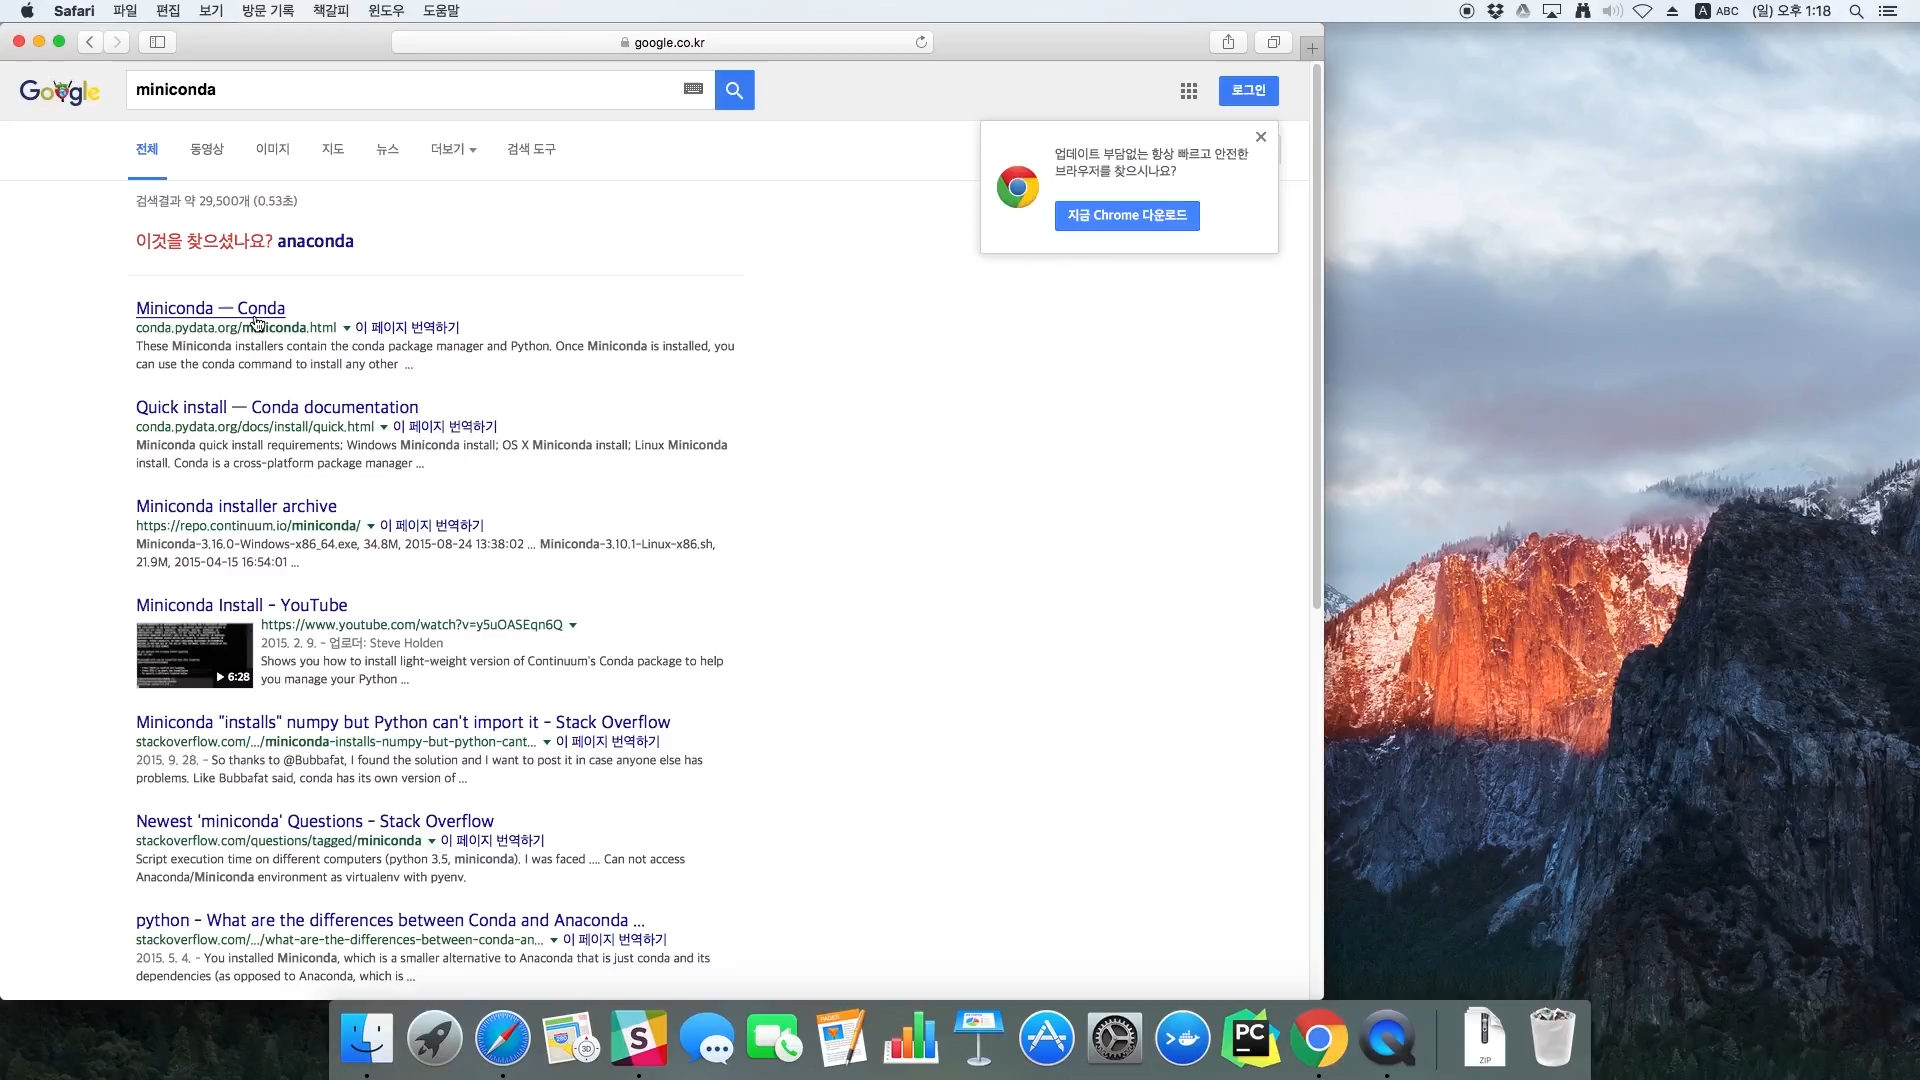 Safari 파일 편집 보기 방문 기록 책갈피 윈도우 도움말
A ABC (일) 오후 1:18
google.co.kr
Google
miniconda
로그인
전체 동영상 이미지 지도 뉴스 더보기 검색 도구
업데이트 부담없는 항상 빠르고 안전한
브라우저를 찾으시나요?
지금 Chrome 다운로드
검색결과 약 29,500개 (0.53초)
이것을 찾으셨나요? anaconda
Miniconda — Conda
conda.pydata.org/miniconda.html 이 페이지 번역하기
These Miniconda installers contain the conda package manager and Python. Once Miniconda is installed, you
can use the conda command to install any other ...
Quick install — Conda documentation
conda.pydata.org/docs/install/quick.html 이 페이지 번역하기
Miniconda quick install requirements; Windows Miniconda install; OS X Miniconda install; Linux Miniconda
install. Conda is a cross-platform package manager ...
Miniconda installer archive
https://repo.continuum.io/miniconda/ 이 페이지 번역하기
Miniconda-3.16.0-Windows-x86_64.exe, 34.8M, 2015-08-24 13:38:02 ... Miniconda-3.10.1-Linux-x86.sh,
21.9M, 2015-04-15 16:54:01 ...
Miniconda Install - YouTube
https://www.youtube.com/watch?v=y5uOASEqn6Q
2015. 2. 9. - 업로더: Steve Holden
Shows you how to install light-weight version of Continuum's Conda package to help
you manage your Python ...
6:28
Miniconda "installs" numpy but Python can't import it - Stack Overflow
stackoverflow.com/.../miniconda-installs-numpy-but-python-cant... 이 페이지 번역하기
2015. 9. 28. - So thanks to @Bubbafat, I found the solution and I want to post it in case anyone else has
problems. Like Bubbafat said, conda has its own version of ...
Newest 'miniconda' Questions - Stack Overflow
stackoverflow.com/questions/tagged/miniconda 이 페이지 번역하기
Script execution time on different computers (python 3.5, miniconda). I was faced .... Can not access
Anaconda/Miniconda environment as virtualenv with pyenv.
python - What are the differences between Conda and Anaconda ...
stackoverflow.com/.../what-are-the-differences-between-conda-an... 이 페이지 번역하기
2015. 5. 4. - You installed Miniconda, which is a smaller alternative to Anaconda that is just conda and its
dependencies (as opposed to Anaconda, which is ...
280
3D
S
PAGES
PC
ZIP